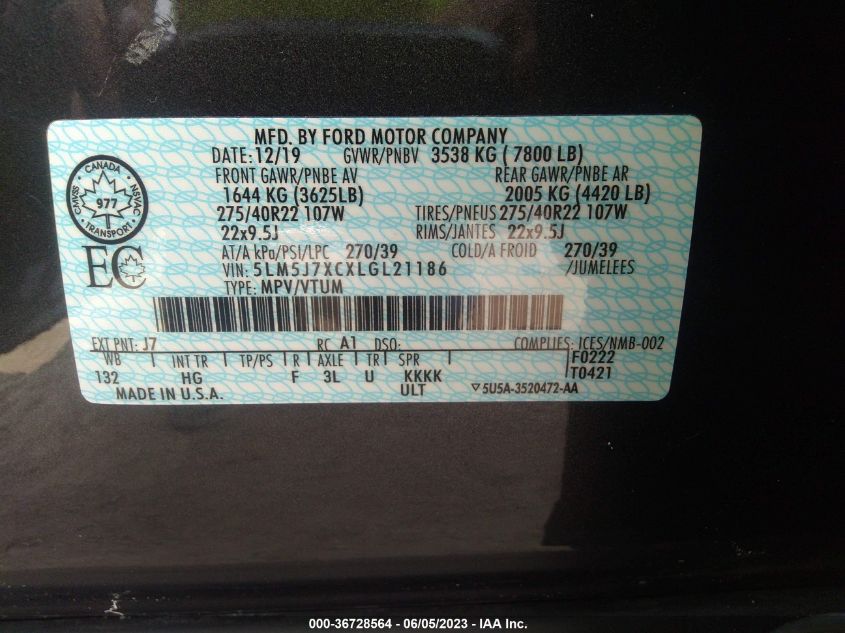 MFD. BY FORD MOTOR COMPANY
DATE: 12/19 GVWR/PNBV 3538 KG ( 7800 LB)
FRONT GAWR/PNBE AV REAR GAWR/PNBE AR
1644 KG (3625LB) 2005 KG (4420 LB)
275/40R22 107W TIRES/PNEUS 275/40R22 107W
22x9.5J RIMS/JANTES 22x9.5J
AT/A kPa/PSI/LPC 270/39 COLD/A FROID 270/39
VIN: 5LM5J7XCXLGL21186 /JUMELEES
TYPE: MPV/VTUM
CANADA
CMVSS 977 NSVAC
TRANSPORT
EC
EXT PNT: J7 RC A1 DSO: COMPLIES: ICES/NMB-002
WB INT TR TP/PS R AXLE TR SPR F0222
132 HG F 3L U KKKK T0421
MADE IN U.S.A. ULT ▽5U5A-3520472-AA
000-36728564 / 06/05/2023 - © IAA Inc.